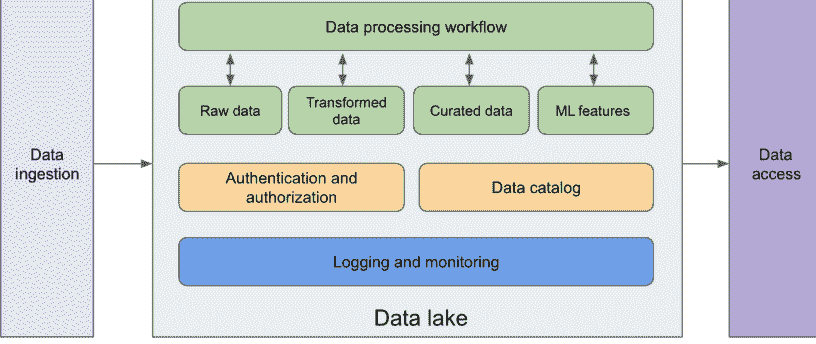 Data processing workflow
Raw data
Transformed
data
Curated data
ML features
Data
ingestion
Data
access
Authentication and
authorization
Data catalog
Logging and monitoring
Data lake